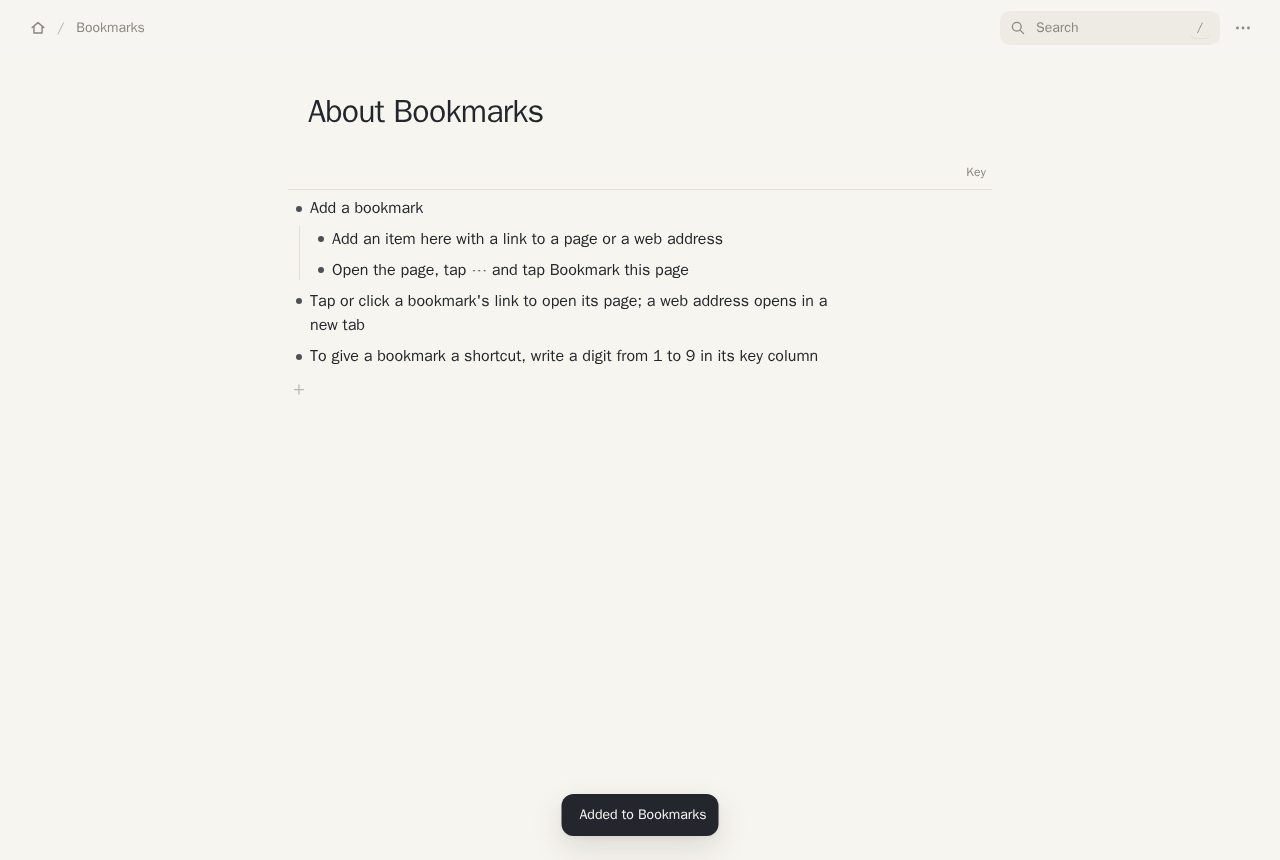 / Bookmarks
Search /
About Bookmarks
Key
Add a bookmark
Add an item here with a link to a page or a web address
Open the page, tap ··· and tap Bookmark this page
Tap or click a bookmark's link to open its page; a web address opens in a
new tab
To give a bookmark a shortcut, write a digit from 1 to 9 in its key column
Added to Bookmarks